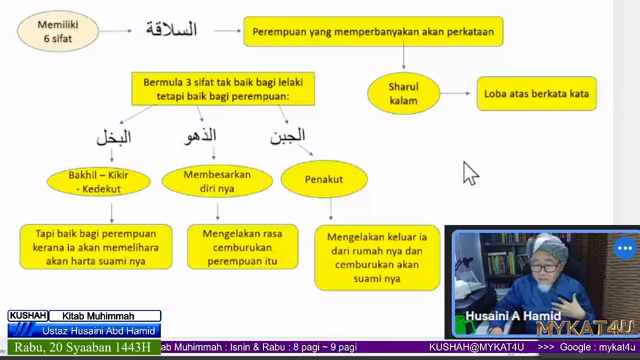 Memiliki
6 sifat
السلاقة
Perempuan yang memperbanyakan akan perkataan
Sharul
kalam
Loba atas berkata kata
Bermula 3 sifat tak baik bagi lelaki
tetapi baik bagi perempuan:
البخل
الذهو
الجبن
Bakhil – Kikir
- Kedekut
Membesarkan
diri nya
Penakut
Tapi baik bagi perempuan
kerana ia akan memelihara
akan harta suami nya
Mengelakan rasa
cemburukan
perempuan itu
Mengelakan keluar ia
dari rumah nya dan
cemburukan akan
suami nya
Husaini A Hamid
MYKAT4U
KUSHAH Kitab Muhimmah
Ustaz Husaini Abd Hamid
Rabu, 20 Syaaban 1443H
ab Muhimmah : Isnin & Rabu : 8 pagi ~ 9 pagi
KUSHAH@MYKAT4U >>> Google : mykat4u